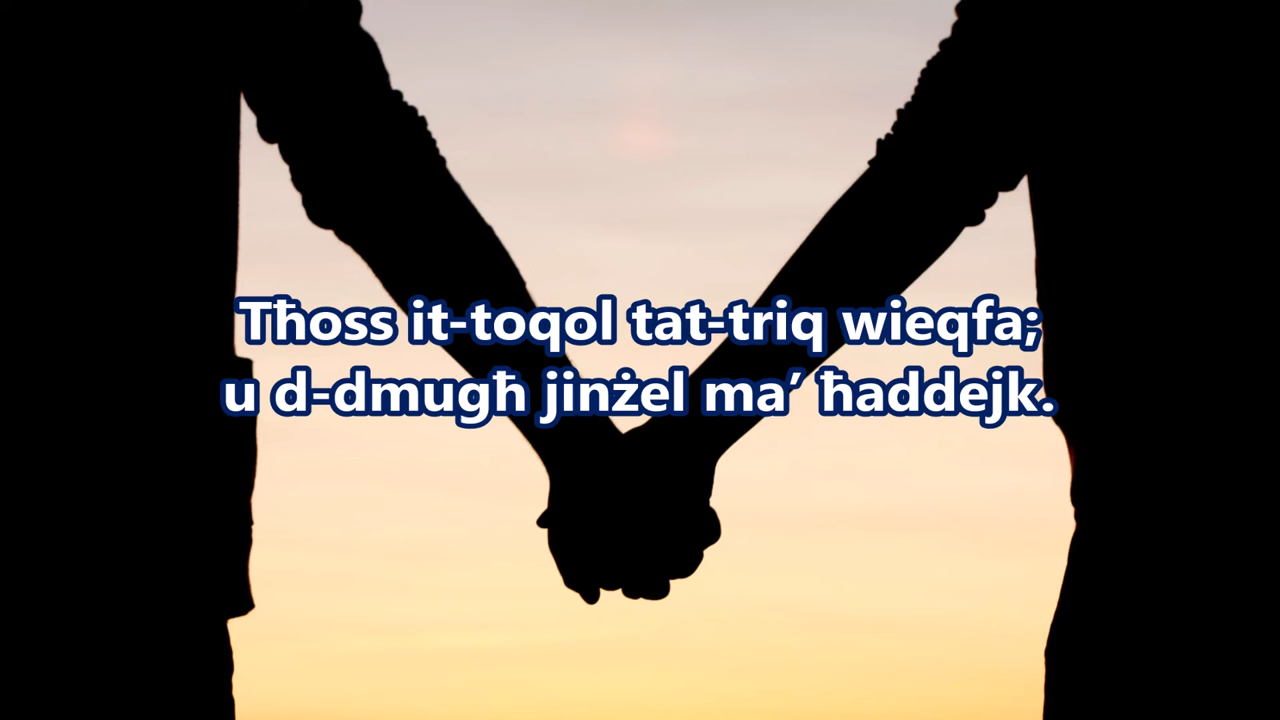 Tħoss it-toqol tat-triq wieqfa;
u d-dmugħ jinżel ma’ ħaddejk.